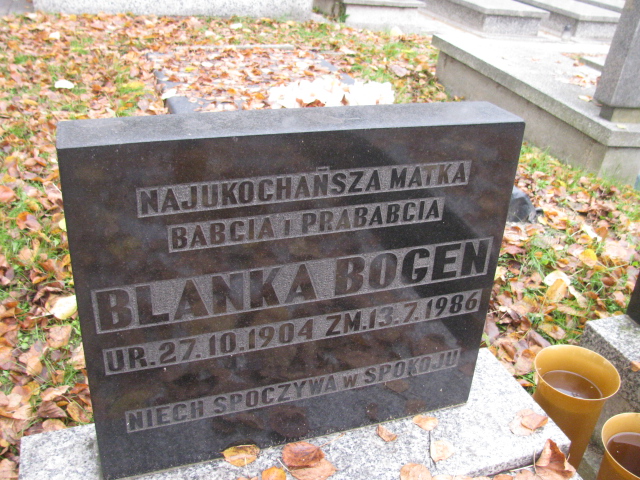 NAJUKOCHAŃSZA MATKA
BABCIA i PRABABCIA
BLANKA BOGEN
UR.27.10.1904 ZM.13.7.1986
NIECH SPOCZYWA w SPOKOJU